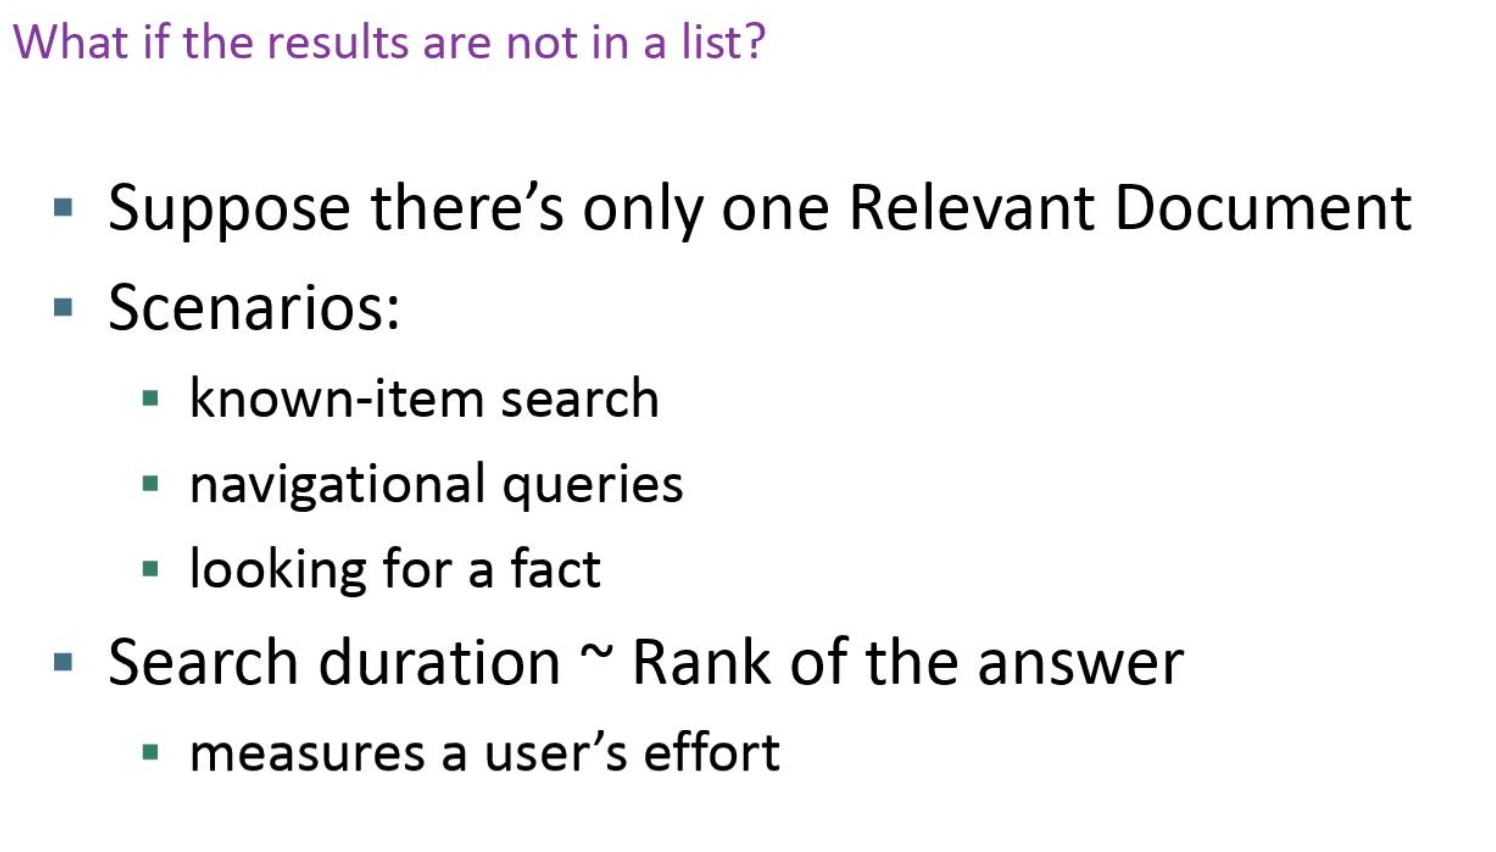 What if the results are not in a list?
Suppose there’s only one Relevant Document
Scenarios:
known-item search
navigational queries
looking for a fact
Search duration ~ Rank of the answer
measures a user’s effort